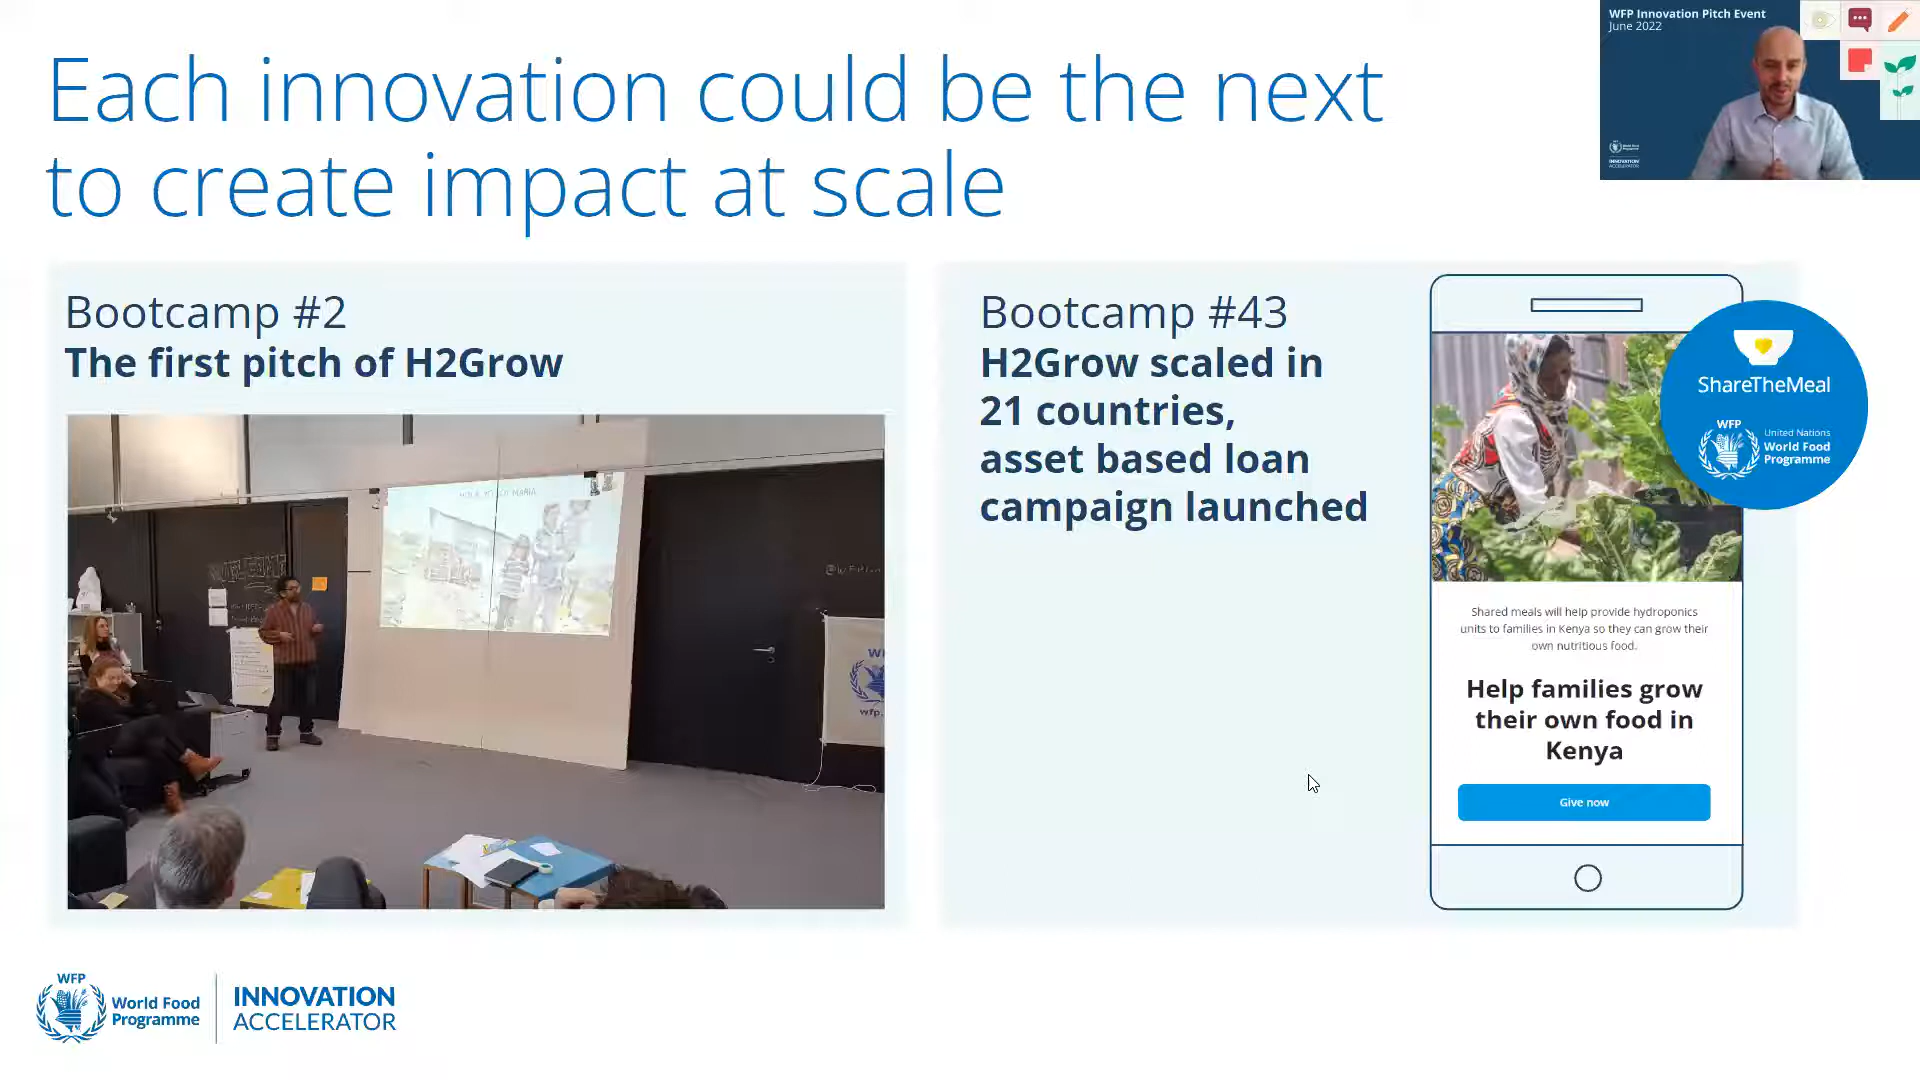 Each innovation could be the next
to create impact at scale
WFP Innovation Pitch Event
June 2022
Bootcamp #2
The first pitch of H2Grow
Bootcamp #43
H2Grow scaled in
21 countries,
asset based loan
campaign launched
ShareTheMeal
WFP
United Nations
World Food
Programme
Shared meals will help provide hydroponics
units to families in Kenya so they can grow their
own nutritious food.
Help families grow
their own food in
Kenya
Give now
WFP
World Food
Programme
INNOVATION
ACCELERATOR